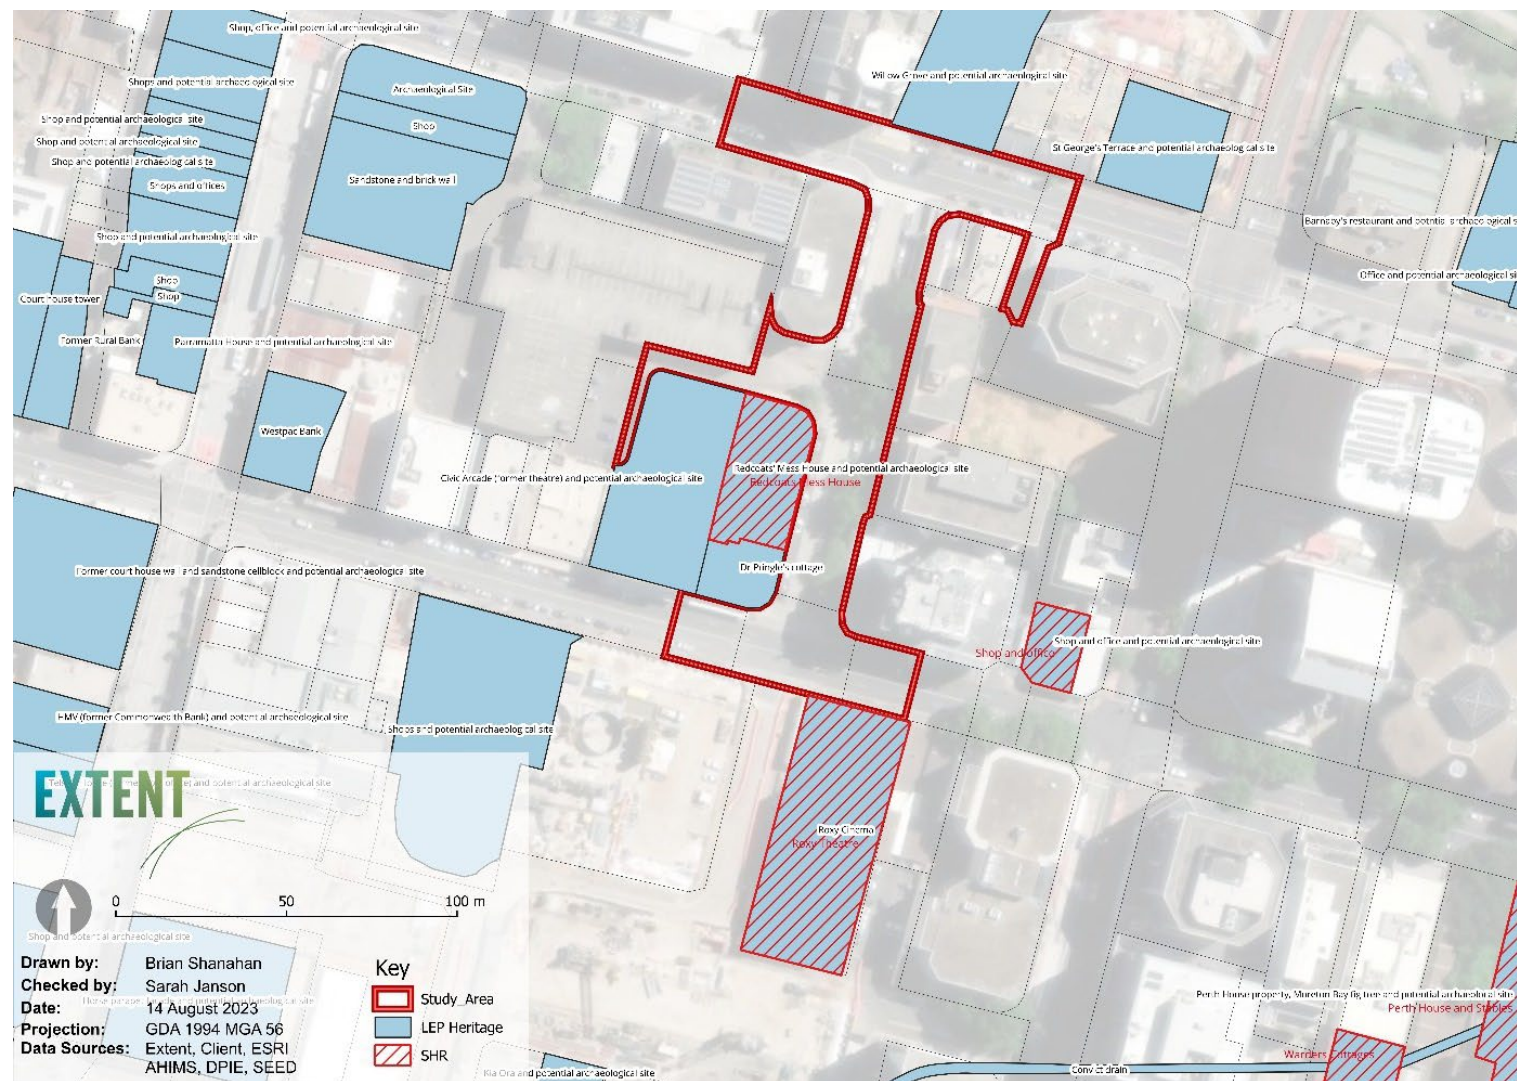 Shop, office and potential archaeological site
Willow Grove and potential archaeological site
Shops and potential archaeological site
Archaeological Site
Shop and potential archaeological site
Shop
Shop and potential archaeological site
St George's Terrace and potential archaeological site
Shop and potential archaeological site
Sandstone and brick wall
Shops and offices
Barnaby's restaurant and potntial archaeological s
Shop and potential archaeological site
Office and potential archaeological si
Shop
Shop
Court house tower
Former Rural Bank
Parramatta House and potential archaeological site
Westpac Bank
Redcoats' Mess House and potential archaeological site
Redcoats Mess House
Civic Arcade (former theatre) and potential archaeological site
Dr Pringle's cottage
Former court house wall and sandstone cellblock and potential archaeological site
Shop and office and potential archaeological site
Shop and office
HMV (former Commonwealth Bank) and potential archaeological site
Shops and potential archaeological site
EXTENT
and potential archaeological site
Roxy Cinema
Roxy Theatre
0 50 100 m
Shop and potential archaeological site
Drawn by: Brian Shanahan
Checked by: Sarah Janson
Date: 14 August 2023
Projection: GDA 1994 MGA 56
Data Sources: Extent, Client, ESRI
AHIMS, DPIE, SEED
Key
Study_Area
LEP Heritage
SHR
and potential archaeological site
Perth House property, Moreton Bay fig tree and potential archaeological site
Perth House and Stables
Warders Cottages
Convict drain
Kia Ora and potential archaeological site